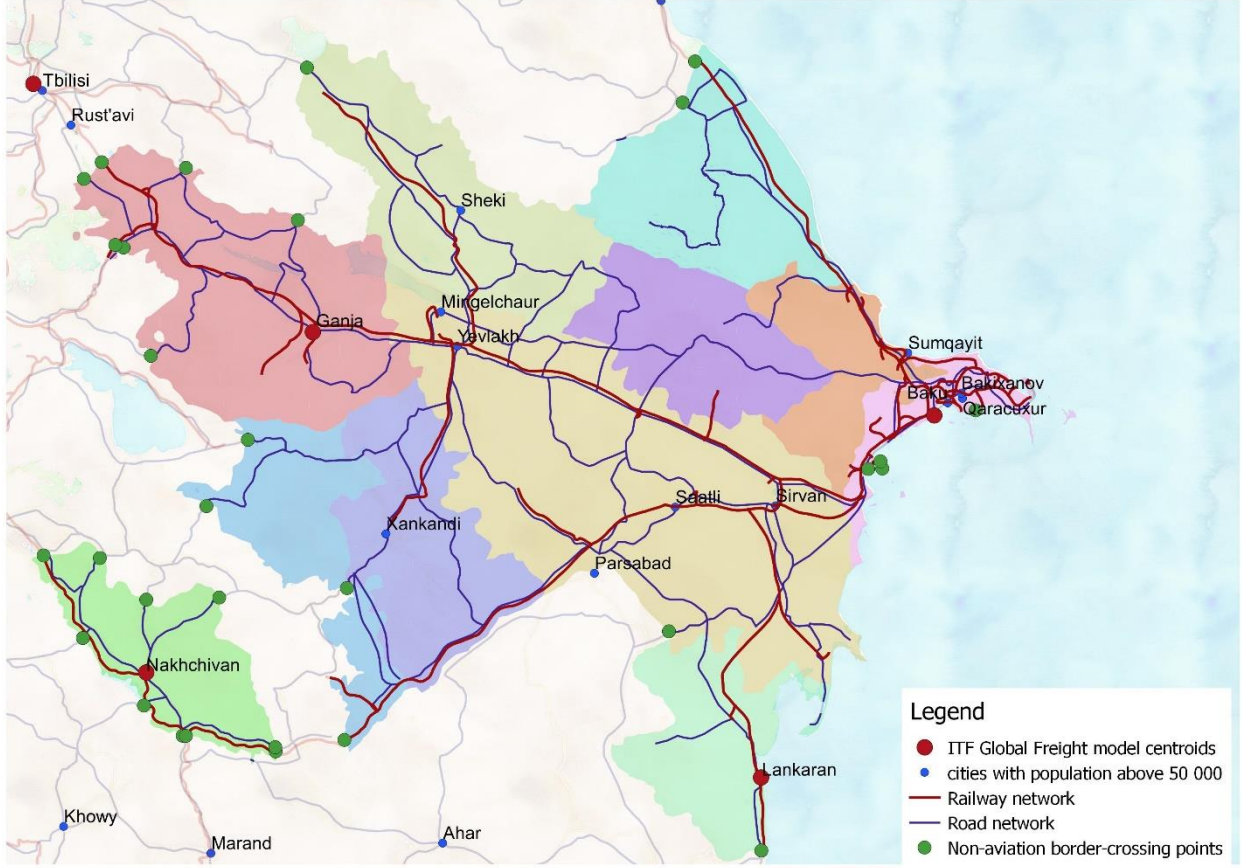 Tbilisi
Rust'avi
Sheki
Mingelchaur
Ganja
Yevlakh
Sumqayit
Bakixanov
Baku
Qaracuxur
Saatli
Sirvan
Xankandi
Parsabad
Nakhchivan
Lankaran
Khowy
Marand
Ahar
Legend
ITF Global Freight model centroids
cities with population above 50 000
Railway network
Road network
Non-aviation border-crossing points